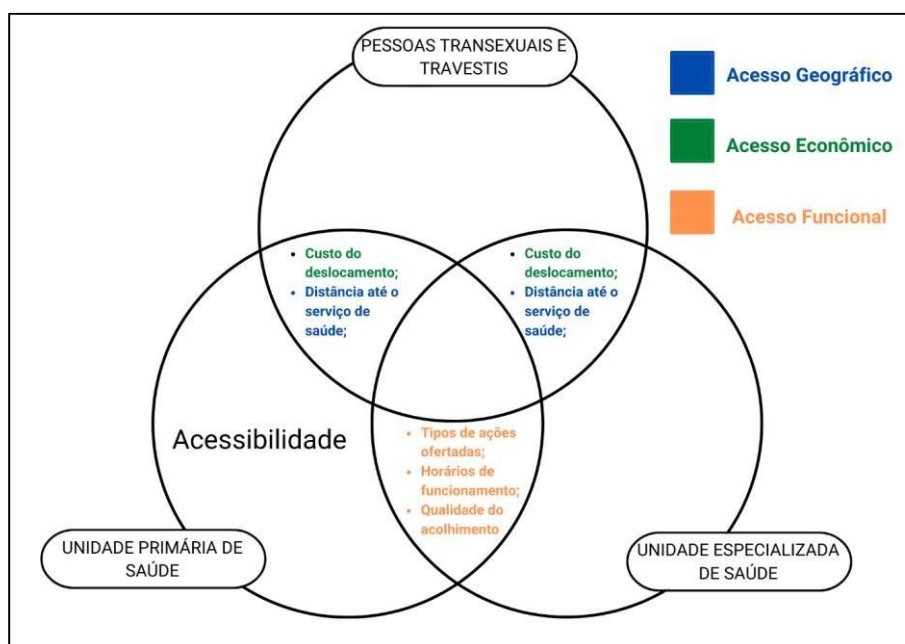 PESSOAS TRANSEXUAIS E
TRAVESTIS
Acesso Geográfico
Acesso Econômico
Acesso Funcional
• Custo do
deslocamento;
• Distância até o
serviço de
saúde;
• Custo do
deslocamento;
• Distância até o
serviço de
saúde;
Acessibilidade
• Tipos de ações
ofertadas;
• Horários de
funcionamento;
• Qualidade do
acolhimento
UNIDADE PRIMÁRIA DE
SAÚDE
UNIDADE ESPECIALIZADA
DE SAÚDE